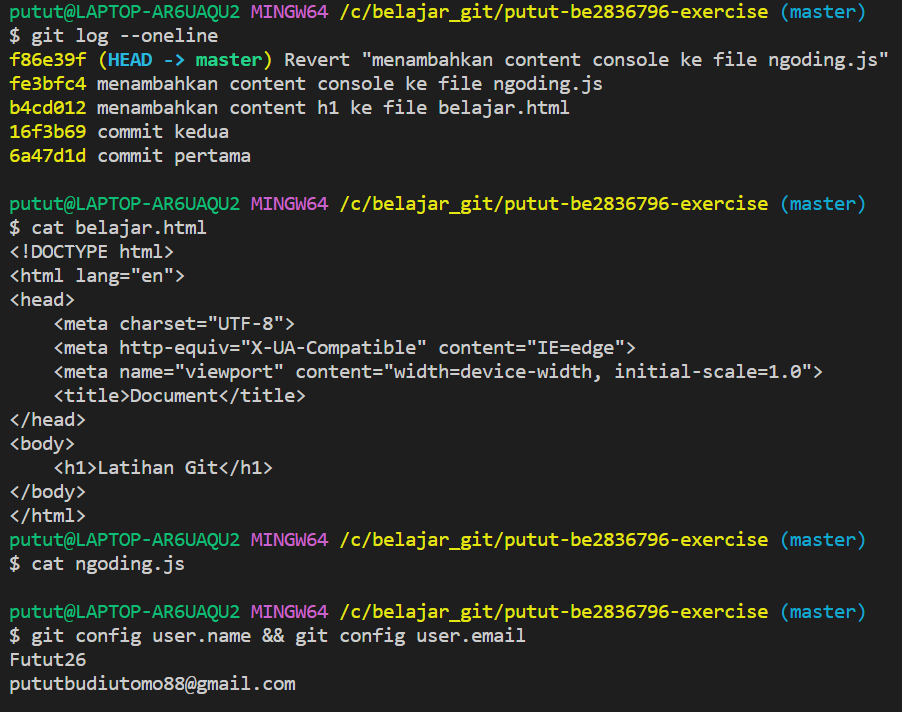 putut@LAPTOP-AR6UAQU2 MINGW64 /c/belajar_git/putut-be2836796-exercise (master)
$ git log --oneline
f86e39f (HEAD -> master) Revert "menambahkan content console ke file ngoding.js"
fe3bfc4 menambahkan content console ke file ngoding.js
b4cd012 menambahkan content h1 ke file belajar.html
16f3b69 commit kedua
6a47d1d commit pertama

putut@LAPTOP-AR6UAQU2 MINGW64 /c/belajar_git/putut-be2836796-exercise (master)
$ cat belajar.html
<!DOCTYPE html>
<html lang="en">
<head>
    <meta charset="UTF-8">
    <meta http-equiv="X-UA-Compatible" content="IE=edge">
    <meta name="viewport" content="width=device-width, initial-scale=1.0">
    <title>Document</title>
</head>
<body>
    <h1>Latihan Git</h1>
</body>
</html>
putut@LAPTOP-AR6UAQU2 MINGW64 /c/belajar_git/putut-be2836796-exercise (master)
$ cat ngoding.js

putut@LAPTOP-AR6UAQU2 MINGW64 /c/belajar_git/putut-be2836796-exercise (master)
$ git config user.name && git config user.email
Futut26
pututbudiutomo88@gmail.com